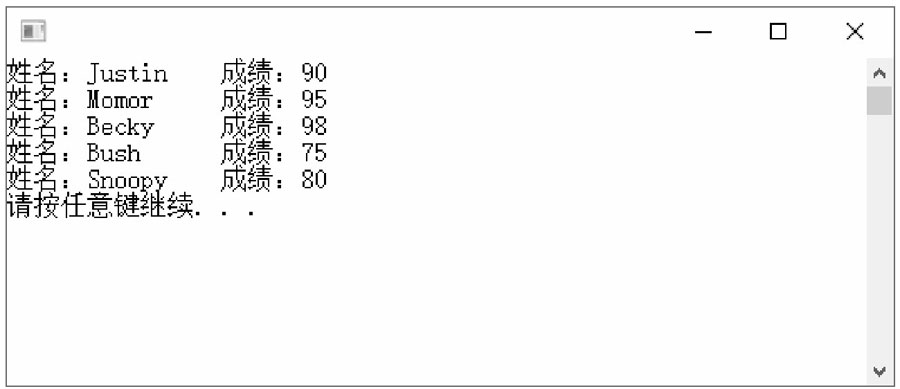 姓名：Justin    成绩：90
姓名：Momor     成绩：95
姓名：Becky     成绩：98
姓名：Bush      成绩：75
姓名：Snoopy    成绩：80
请按任意键继续. . .